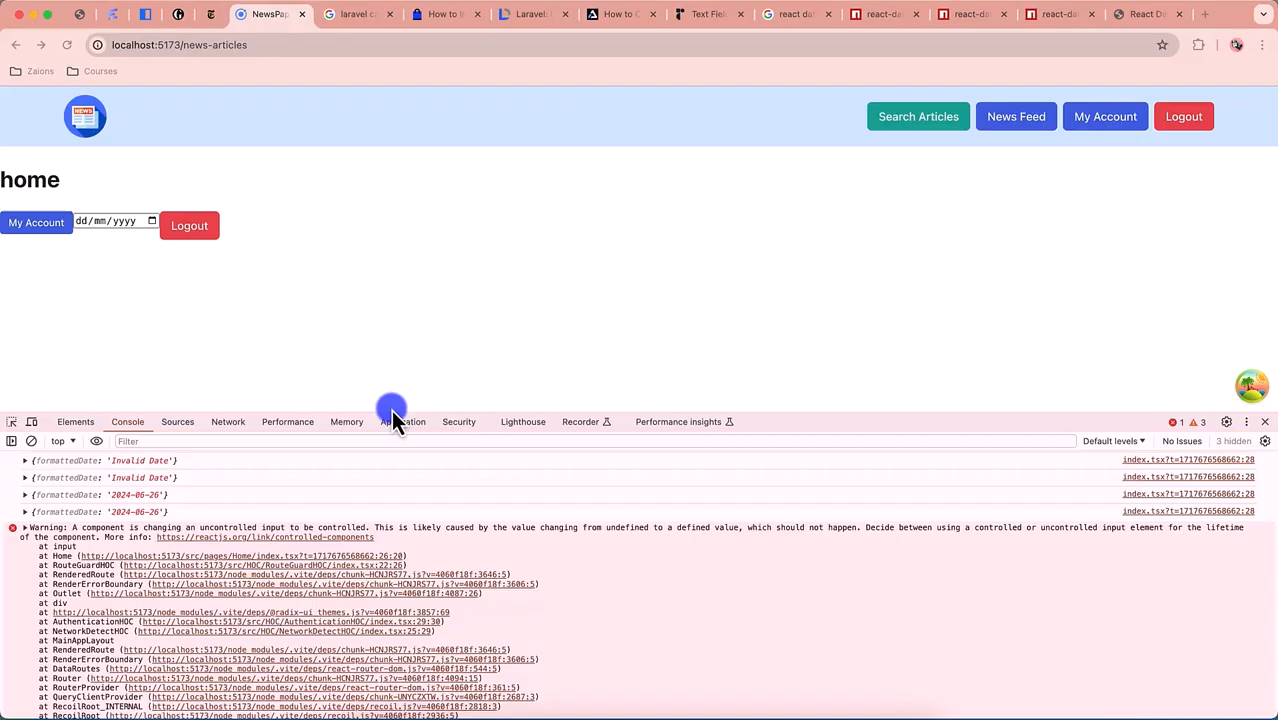 NewsPap
laravel c
How to I
Laravel:
How to C
Text Fiel
react dat
react-da
react-da
react-da
React Da
localhost:5173/news-articles
Zaions
Courses
NEWS
Search Articles
News Feed
My Account
Logout
home
My Account
dd/mm/yyyy
Logout
Elements Console Sources Network Performance Memory Application Security Lighthouse Recorder Performance insights 1 3
top Filter Default levels No Issues 3 hidden
{formattedDate: 'Invalid Date'} index.tsx?t=1717676568662:28
{formattedDate: 'Invalid Date'} index.tsx?t=1717676568662:28
{formattedDate: '2024-06-26'} index.tsx?t=1717676568662:28
{formattedDate: '2024-06-26'} index.tsx?t=1717676568662:28
Warning: A component is changing an uncontrolled input to be controlled. This is likely caused by the value changing from undefined to a defined value, which should not happen. Decide between using a controlled or uncontrolled input element for the lifetime
of the component. More info: https://reactjs.org/link/controlled-components
at input
at Home (http://localhost:5173/src/pages/Home/index.tsx?t=1717676568662:26:20)
at RouteGuardHOC (http://localhost:5173/src/HOC/RouteGuardHOC/index.tsx:22:26)
at RenderedRoute (http://localhost:5173/node_modules/.vite/deps/chunk-HCNJRS77.js?v=4060f18f:3646:5)
at RenderErrorBoundary (http://localhost:5173/node_modules/.vite/deps/chunk-HCNJRS77.js?v=4060f18f:3606:5)
at Outlet (http://localhost:5173/node_modules/.vite/deps/chunk-HCNJRS77.js?v=4060f18f:4087:26)
at div
at http://localhost:5173/node_modules/.vite/deps/@radix-ui_themes.js?v=4060f18f:3857:69
at AuthenticationHOC (http://localhost:5173/src/HOC/AuthenticationHOC/index.tsx:29:30)
at NetworkDetectHOC (http://localhost:5173/src/HOC/NetworkDetectHOC/index.tsx:25:29)
at MainAppLayout
at RenderedRoute (http://localhost:5173/node_modules/.vite/deps/chunk-HCNJRS77.js?v=4060f18f:3646:5)
at RenderErrorBoundary (http://localhost:5173/node_modules/.vite/deps/chunk-HCNJRS77.js?v=4060f18f:3606:5)
at DataRoutes (http://localhost:5173/node_modules/.vite/deps/react-router-dom.js?v=4060f18f:544:5)
at Router (http://localhost:5173/node_modules/.vite/deps/chunk-HCNJRS77.js?v=4060f18f:4094:15)
at RouterProvider (http://localhost:5173/node_modules/.vite/deps/react-router-dom.js?v=4060f18f:361:5)
at QueryClientProvider (http://localhost:5173/node_modules/.vite/deps/chunk-UNYCZXTW.js?v=4060f18f:2687:3)
at RecoilRoot_INTERNAL (http://localhost:5173/node_modules/.vite/deps/recoil.js?v=4060f18f:2818:3)
at RecoilRoot (http://localhost:5173/node_modules/.vite/deps/recoil.js?v=4060f18f:2936:5)